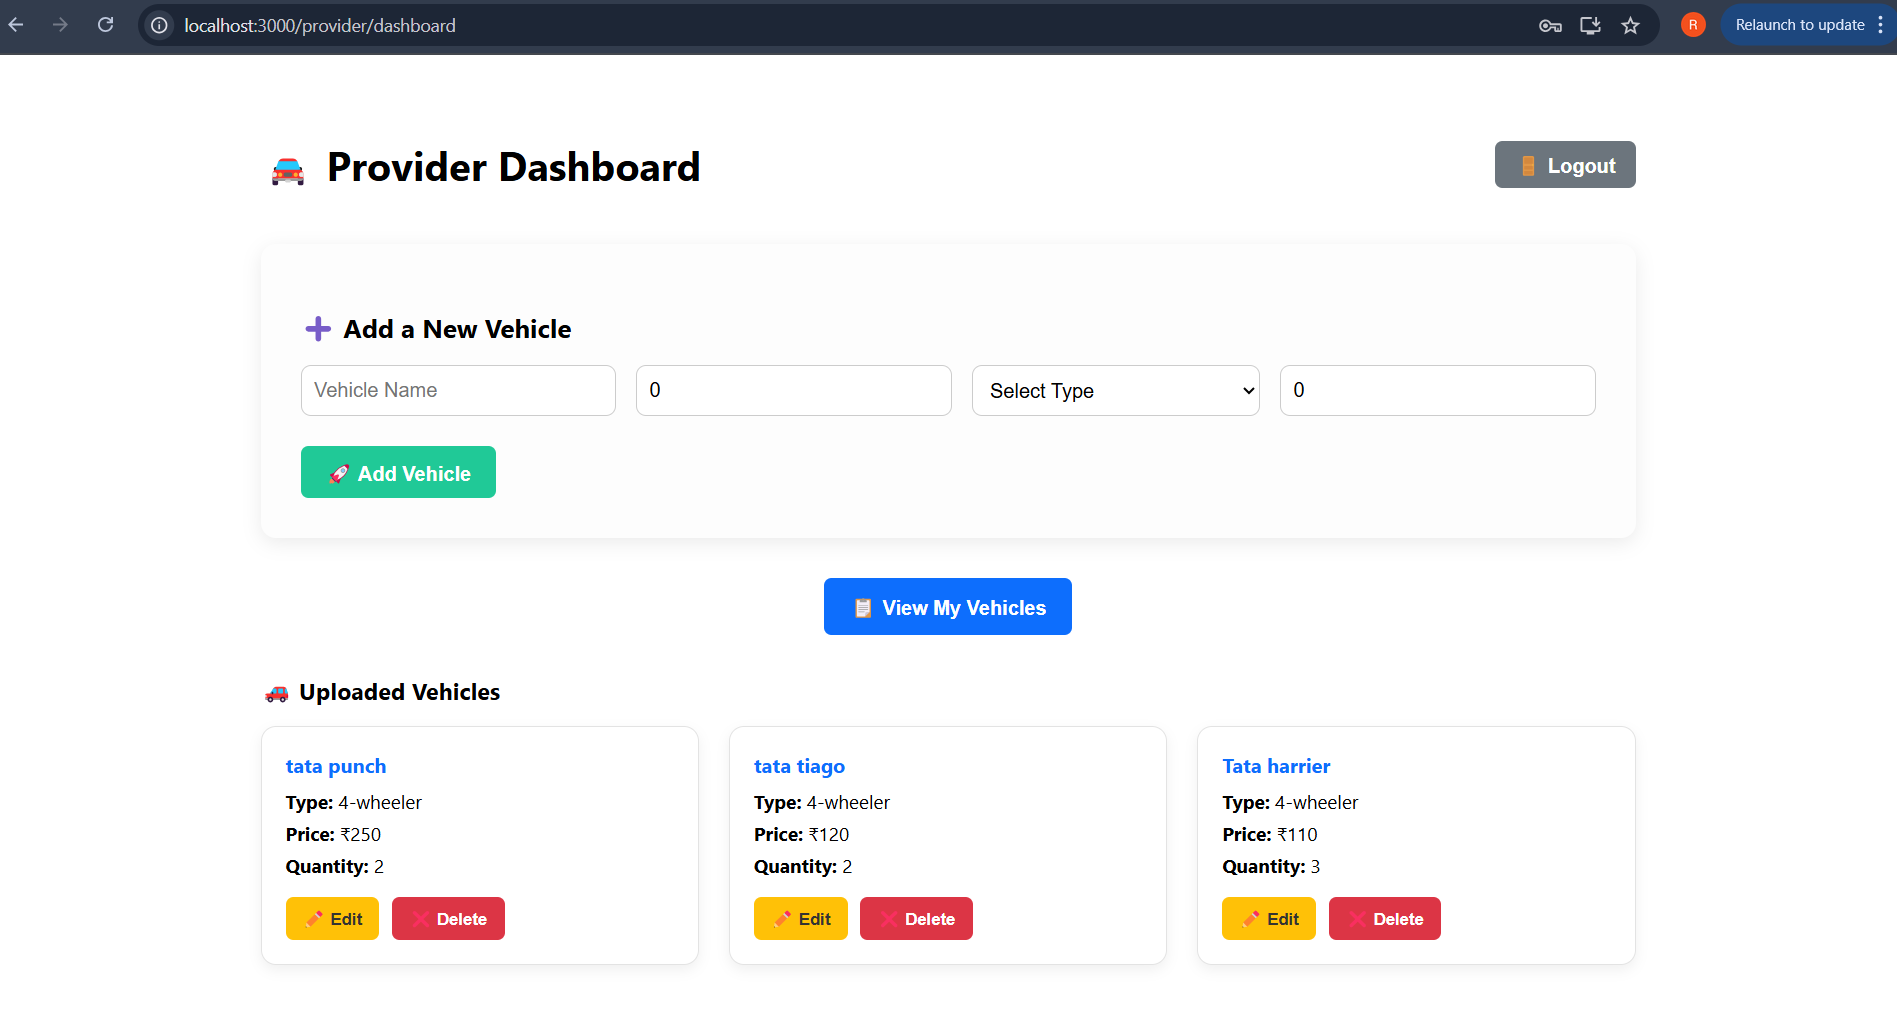 localhost:3000/provider/dashboard
R
Relaunch to update
Provider Dashboard
Logout
Add a New Vehicle
Vehicle Name
0
Select Type
0
Add Vehicle
View My Vehicles
Uploaded Vehicles
tata punch
Type: 4-wheeler
Price: ₹250
Quantity: 2
Edit
Delete
tata tiago
Type: 4-wheeler
Price: ₹120
Quantity: 2
Edit
Delete
Tata harrier
Type: 4-wheeler
Price: ₹110
Quantity: 3
Edit
Delete